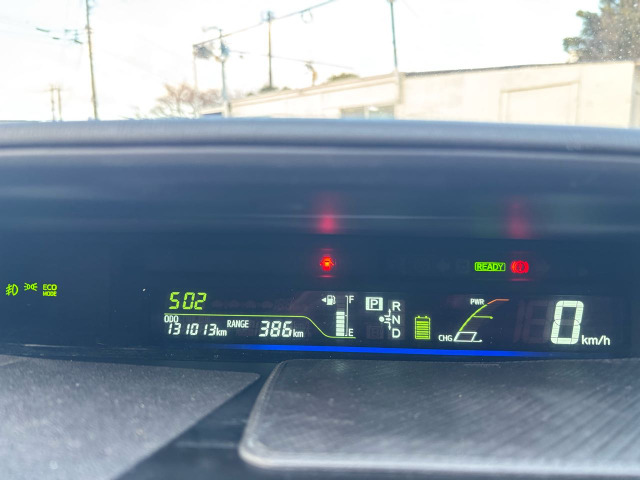 READY
ECO
MODE
502
F
P
R
PWR
ODO
131013km
RANGE
386km
E
N
D
CHG
0 km/h